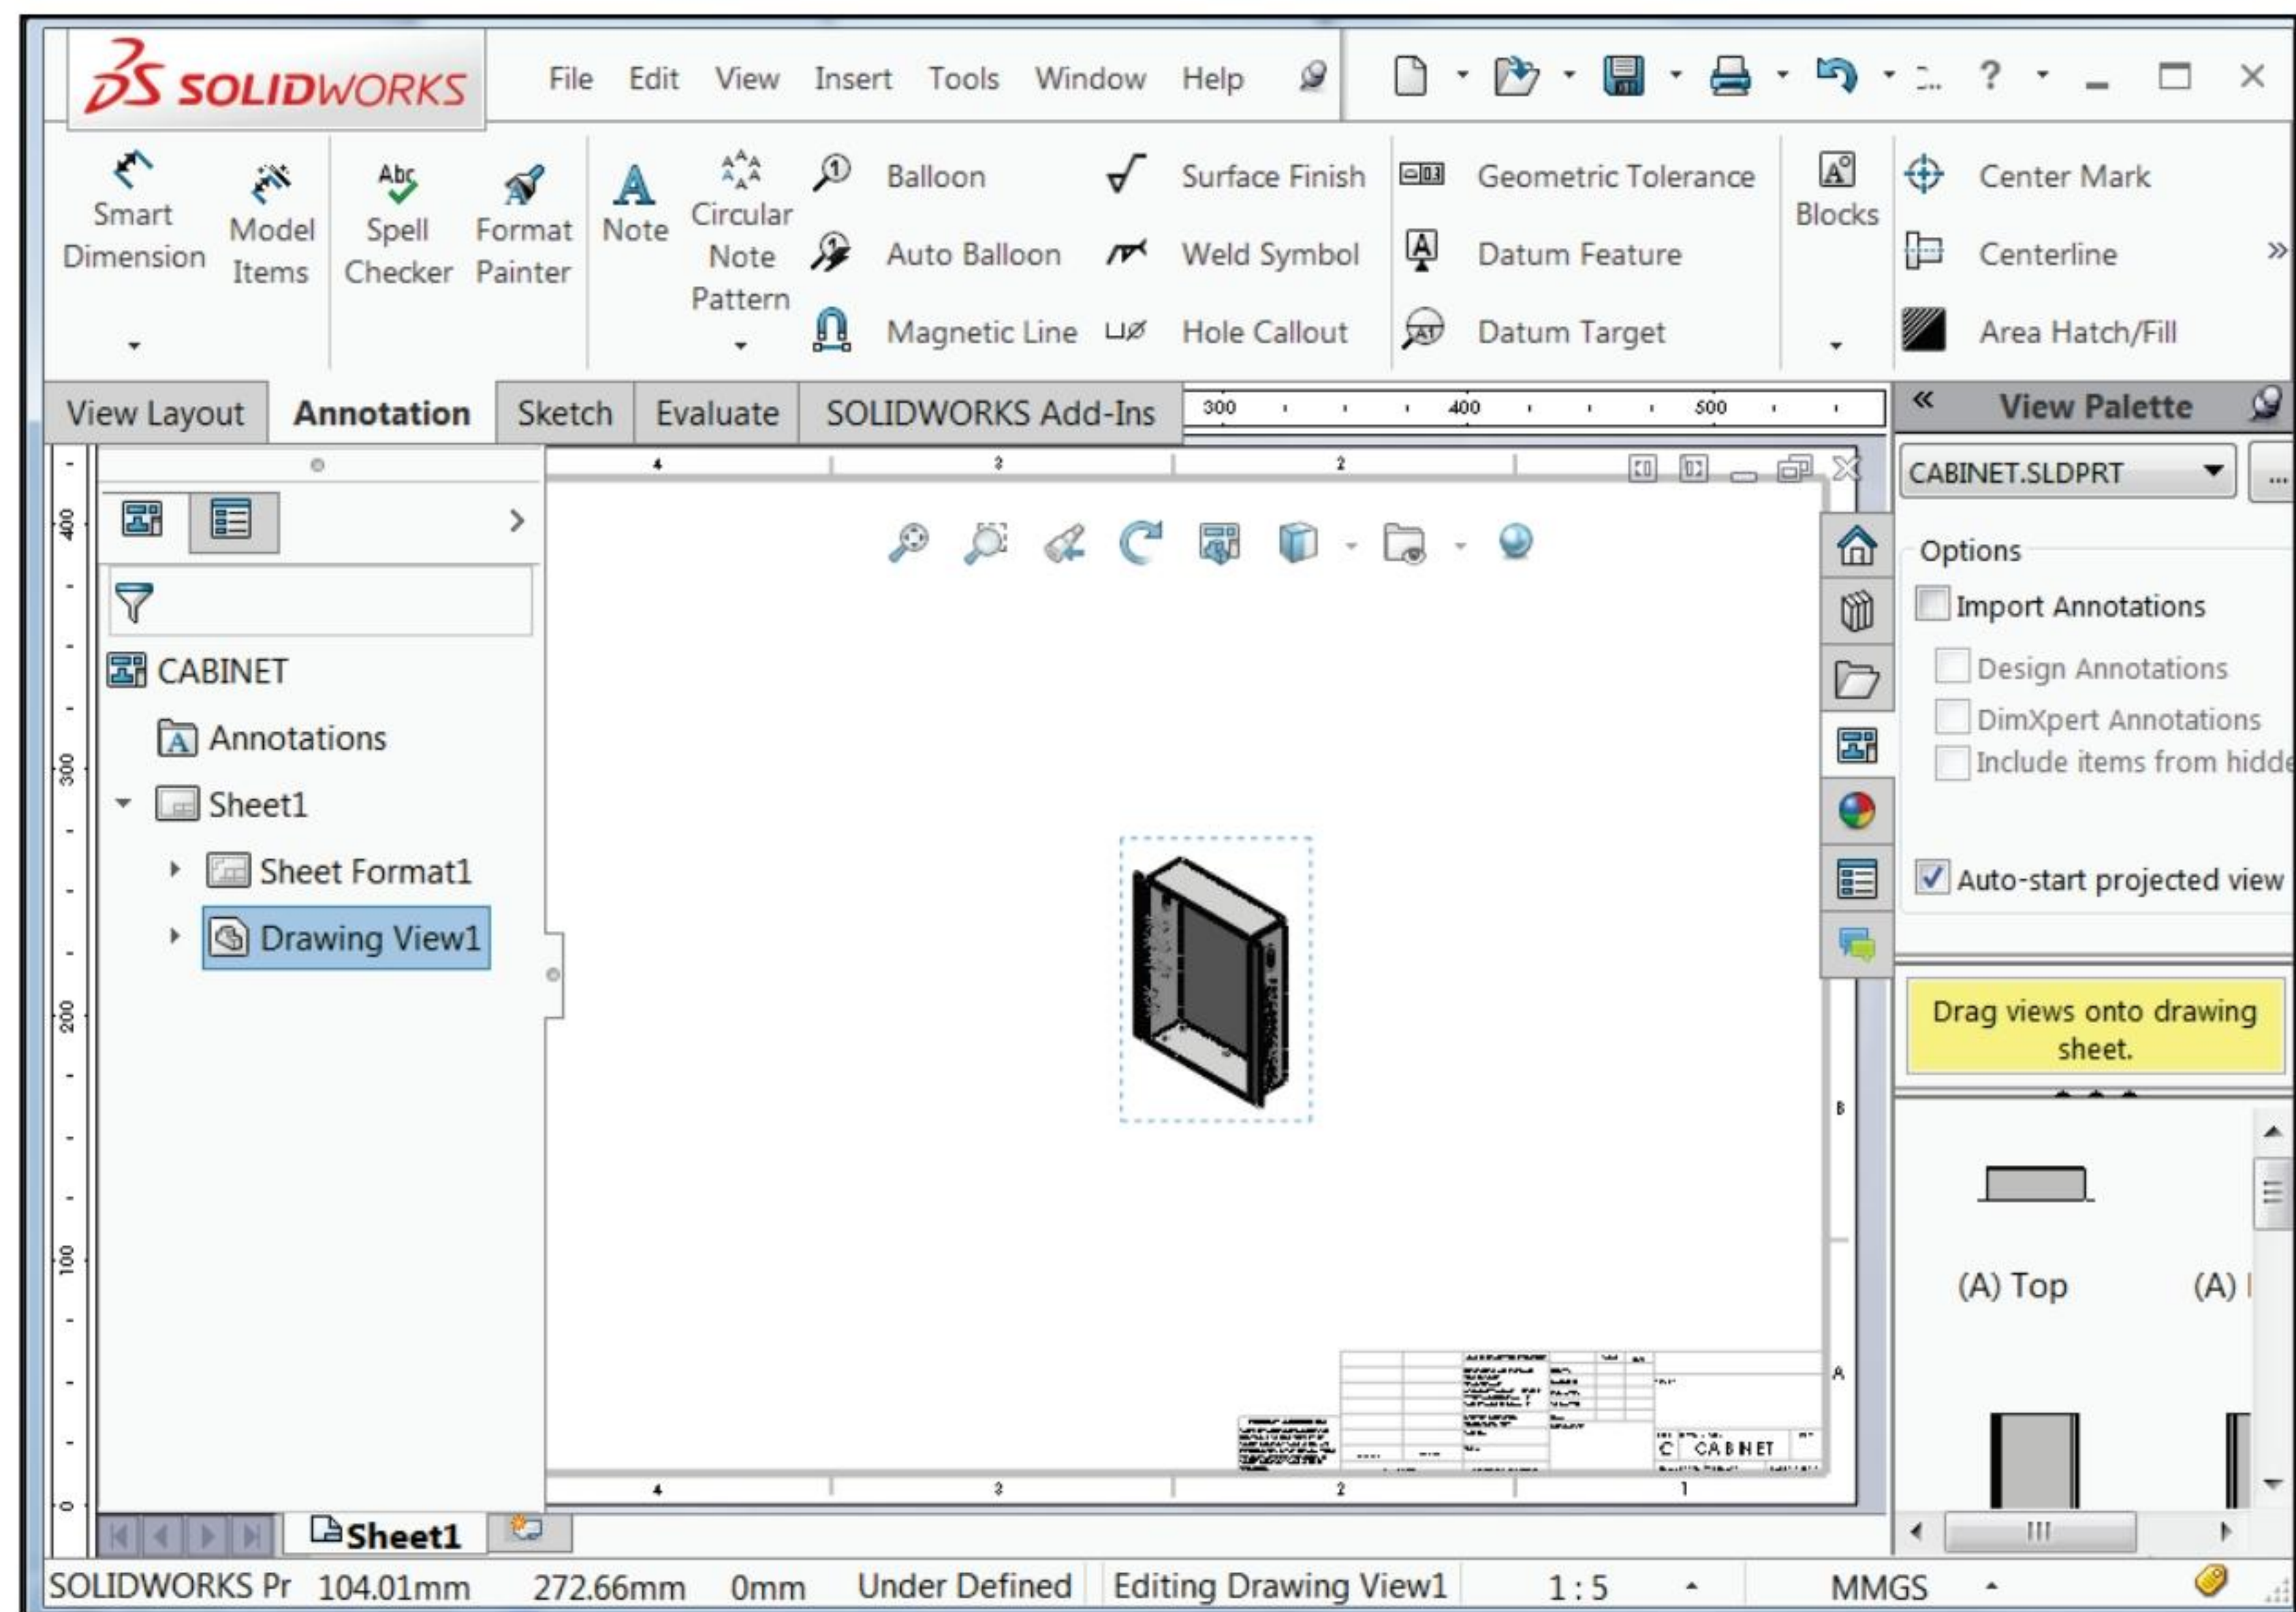 SOLIDWORKS
File Edit View Insert Tools Window Help
?
Smart Dimension
Model Items
Abc
Spell Checker
Format Painter
Note
Circular Note Pattern
Balloon
Auto Balloon
Magnetic Line
Surface Finish
Weld Symbol
Hole Callout
Geometric Tolerance
Datum Feature
Datum Target
Blocks
Center Mark
Centerline
Area Hatch/Fill
View Layout Annotation Sketch Evaluate SOLIDWORKS Add-Ins
300 400 500
View Palette
CABINET.SLDPRT
...
Options
Import Annotations
Design Annotations
DimXpert Annotations
Include items from hidde
Auto-start projected view
Drag views onto drawing
sheet.
(A) Top (A)
CABINET
Annotations
Sheet1
Sheet Format1
Drawing View1
400
300
200
100
0
4 3 2
B
A
C CABINET
4 3 2 1
Sheet1
SOLIDWORKS Pr 104.01mm 272.66mm 0mm Under Defined Editing Drawing View1 1:5 MMGS